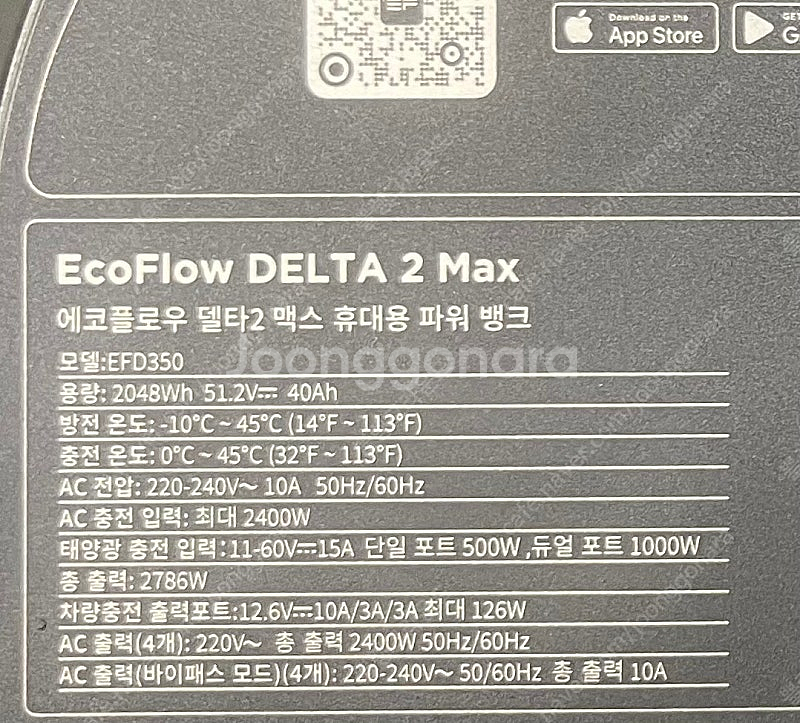 EF
Download on the
App Store
GE
G
EcoFlow DELTA 2 Max
에코플로우 델타2 맥스 휴대용 파워 뱅크
모델:EFD350
Joonggonara
용량: 2048Wh 51.2V⎓ 40Ah
방전 온도: -10°C ~ 45°C (14°F ~ 113°F)
충전 온도: 0°C ~ 45°C (32°F ~ 113°F)
AC 전압: 220-240V~ 10A 50Hz/60Hz
AC 충전 입력: 최대 2400W
태양광 충전 입력:11-60V⎓15A 단일 포트 500W ,듀얼 포트 1000W
총 출력: 2786W
차량충전 출력포트:12.6V⎓10A/3A/3A 최대 126W
AC 출력(4개): 220V~ 총 출력 2400W 50Hz/60Hz
AC 출력(바이패스 모드)(4개): 220-240V~ 50/60Hz 총 출력 10A